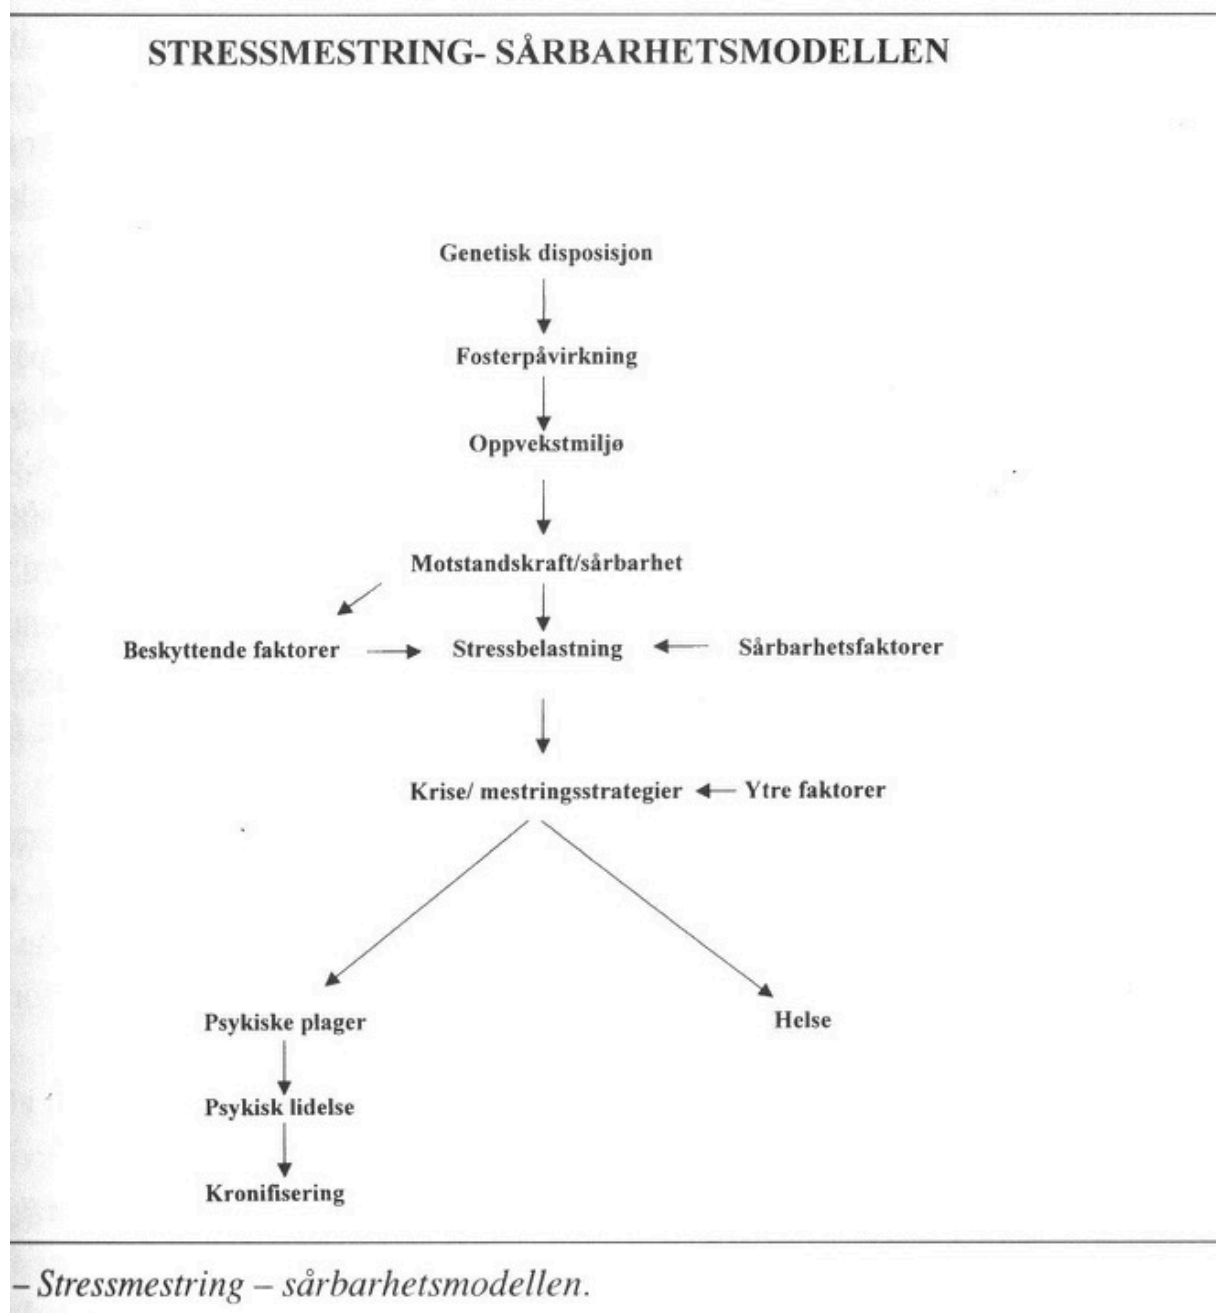 STRESSMESTRING- SÅRBARHETSMODELLEN
Genetisk disposisjon
Fosterpåvirkning
Oppvekstmiljø
Motstandskraft/sårbarhet
Beskyttende faktorer Stressbelastning Sårbarhetsfaktorer
Krise/ mestringsstrategier Ytre faktorer
Psykiske plager Helse
Psykisk lidelse
Kronifisering
– Stressmestring – sårbarhetsmodellen.